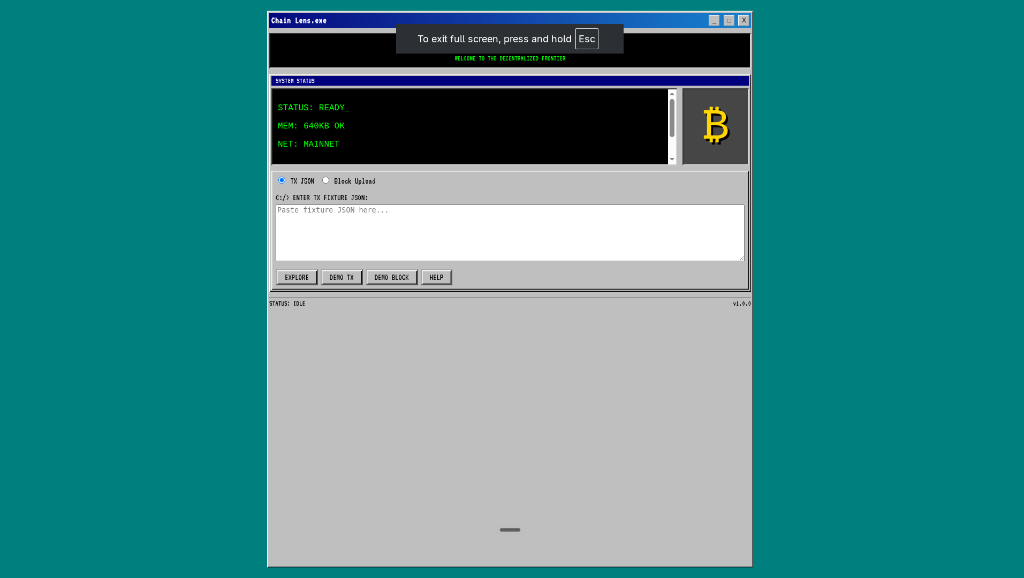 Chain Lens.exe
_ □ X
To exit full screen, press and hold Esc
WELCOME TO THE DECENTRALIZED FRONTIER
SYSTEM STATUS
STATUS: READY_
MEM: 640KB OK
NET: MAINNET
₿
TX JSON Block Upload
C:/> ENTER TX FIXTURE JSON:
Paste fixture JSON here...
EXPLORE DEMO TX DEMO BLOCK HELP
STATUS: IDLE v1.0.0